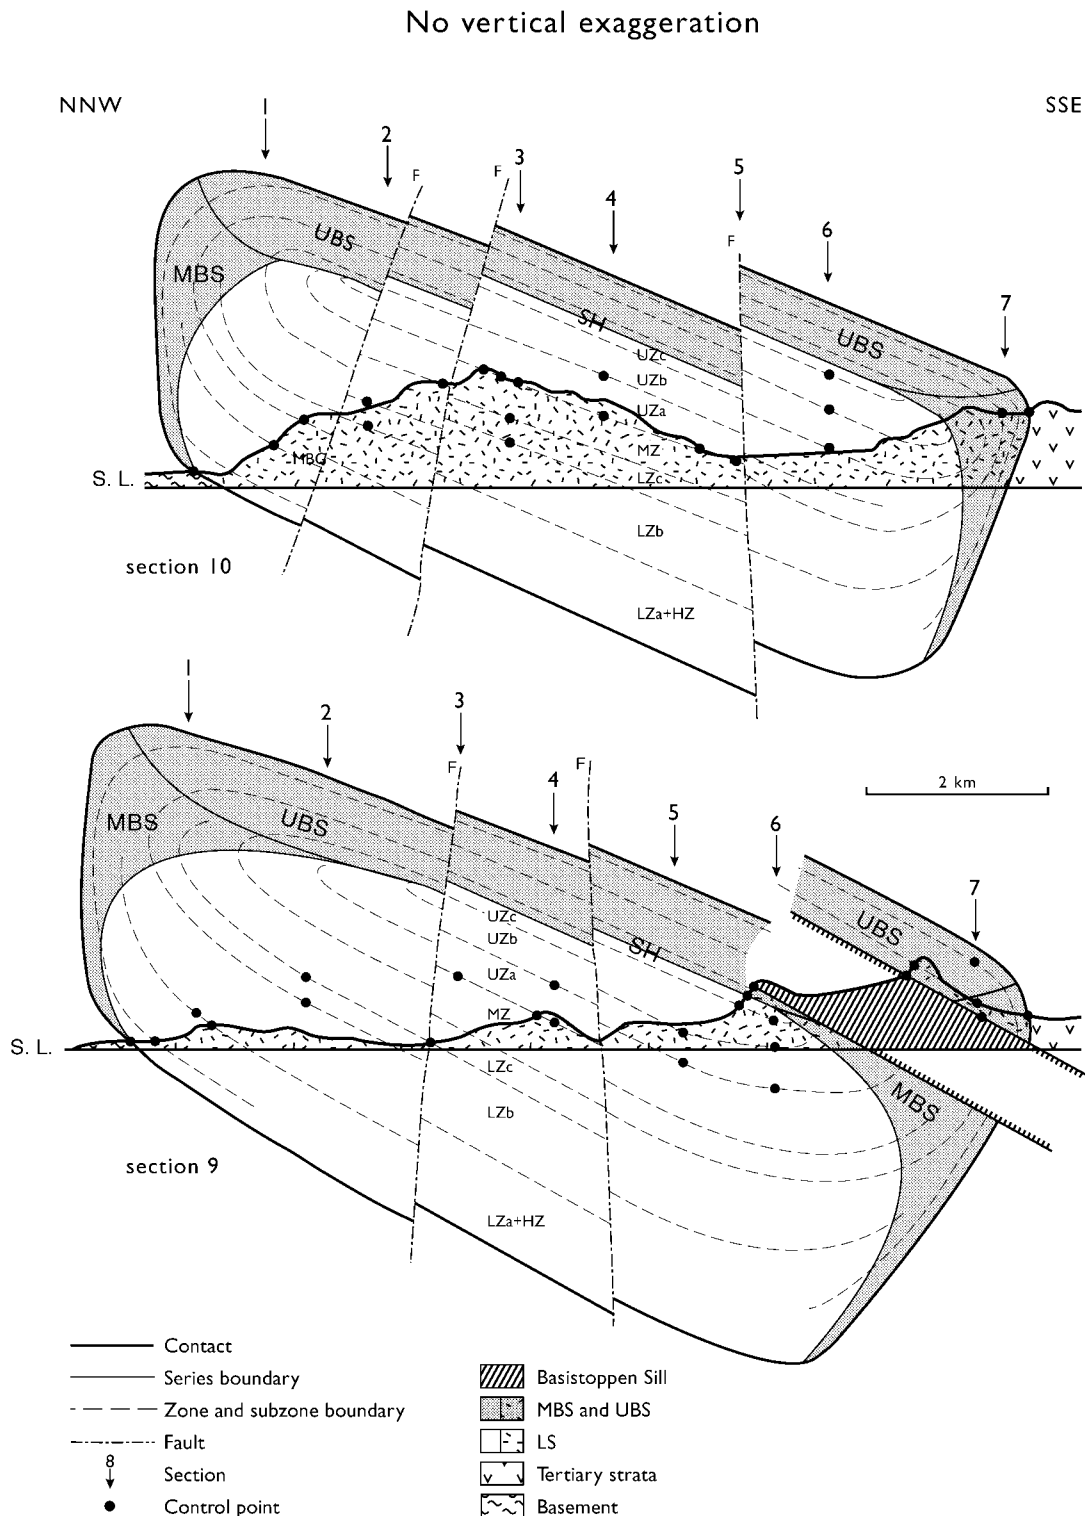 No vertical exaggeration
NNW
SSE
1
2
3
4
5
6
7
F
F
F
UBS
MBS
SH
UBS
UZc
UZb
UZa
MZ
MBG
LZc
S. L.
LZb
section 10
LZa+HZ
1
2
3
4
5
6
7
F
F
2 km
MBS
UBS
UBS
SH
UZc
UZb
UZa
MZ
S. L.
LZc
MBS
LZb
section 9
LZa+HZ
Contact
Series boundary
Zone and subzone boundary
Fault
8
Section
Control point
Basistoppen Sill
MBS and UBS
LS
Tertiary strata
Basement